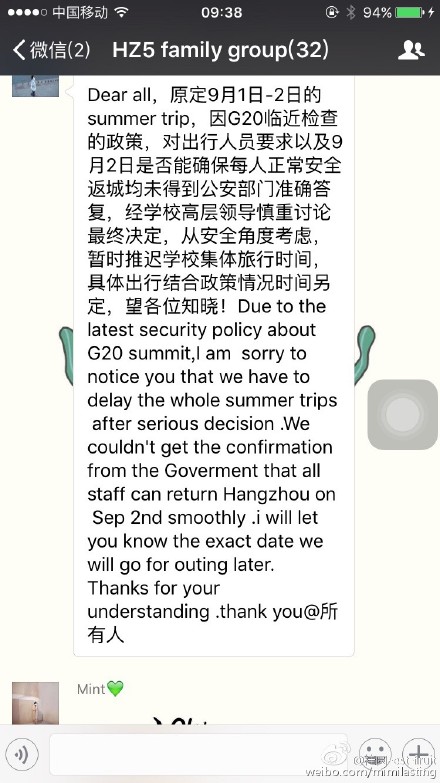 中国移动 09:38 94%
微信(2) HZ5 family group(32)
Dear all，原定9月1日-2日的
summer trip，因G20临近检查
的政策，对出行人员要求以及9
月2日是否能确保每人正常安全
返城均未得到公安部门准确答
复，经学校高层领导慎重讨论
最终决定，从安全角度考虑，
暂时推迟学校集体旅行时间，
具体出行结合政策情况时间另
定，望各位知晓！Due to the
latest security policy about
G20 summit,I am  sorry to
notice you that we have to
delay the whole summer trips
 after serious decision .We
couldn't get the confirmation
from the Goverment that all
staff can return Hangzhou on
 Sep 2nd smoothly .i will let
you know the exact date we
will go for outing later.
Thanks for your
understanding .thank you@所
有人
Mint💚
weibo.com/mimilasting